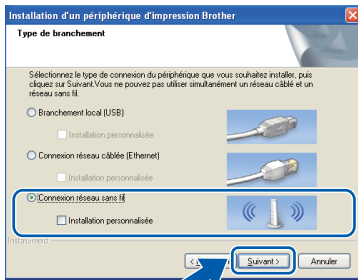 Installation d'un périphérique d'impression Brother
Type de branchement
Sélectionnez le type de connexion du périphérique que vous souhaitez installer, puis
cliquez sur Suivant.Vous ne pouvez pas utiliser simultanément un réseau câblé et un
réseau sans fil.
Branchement local (USB)
Installation personnalisée
Connexion réseau câblée (Ethernet)
Installation personnalisée
Connexion réseau sans fil
Installation personnalisée
InstallShield
Suivant >
Annuler